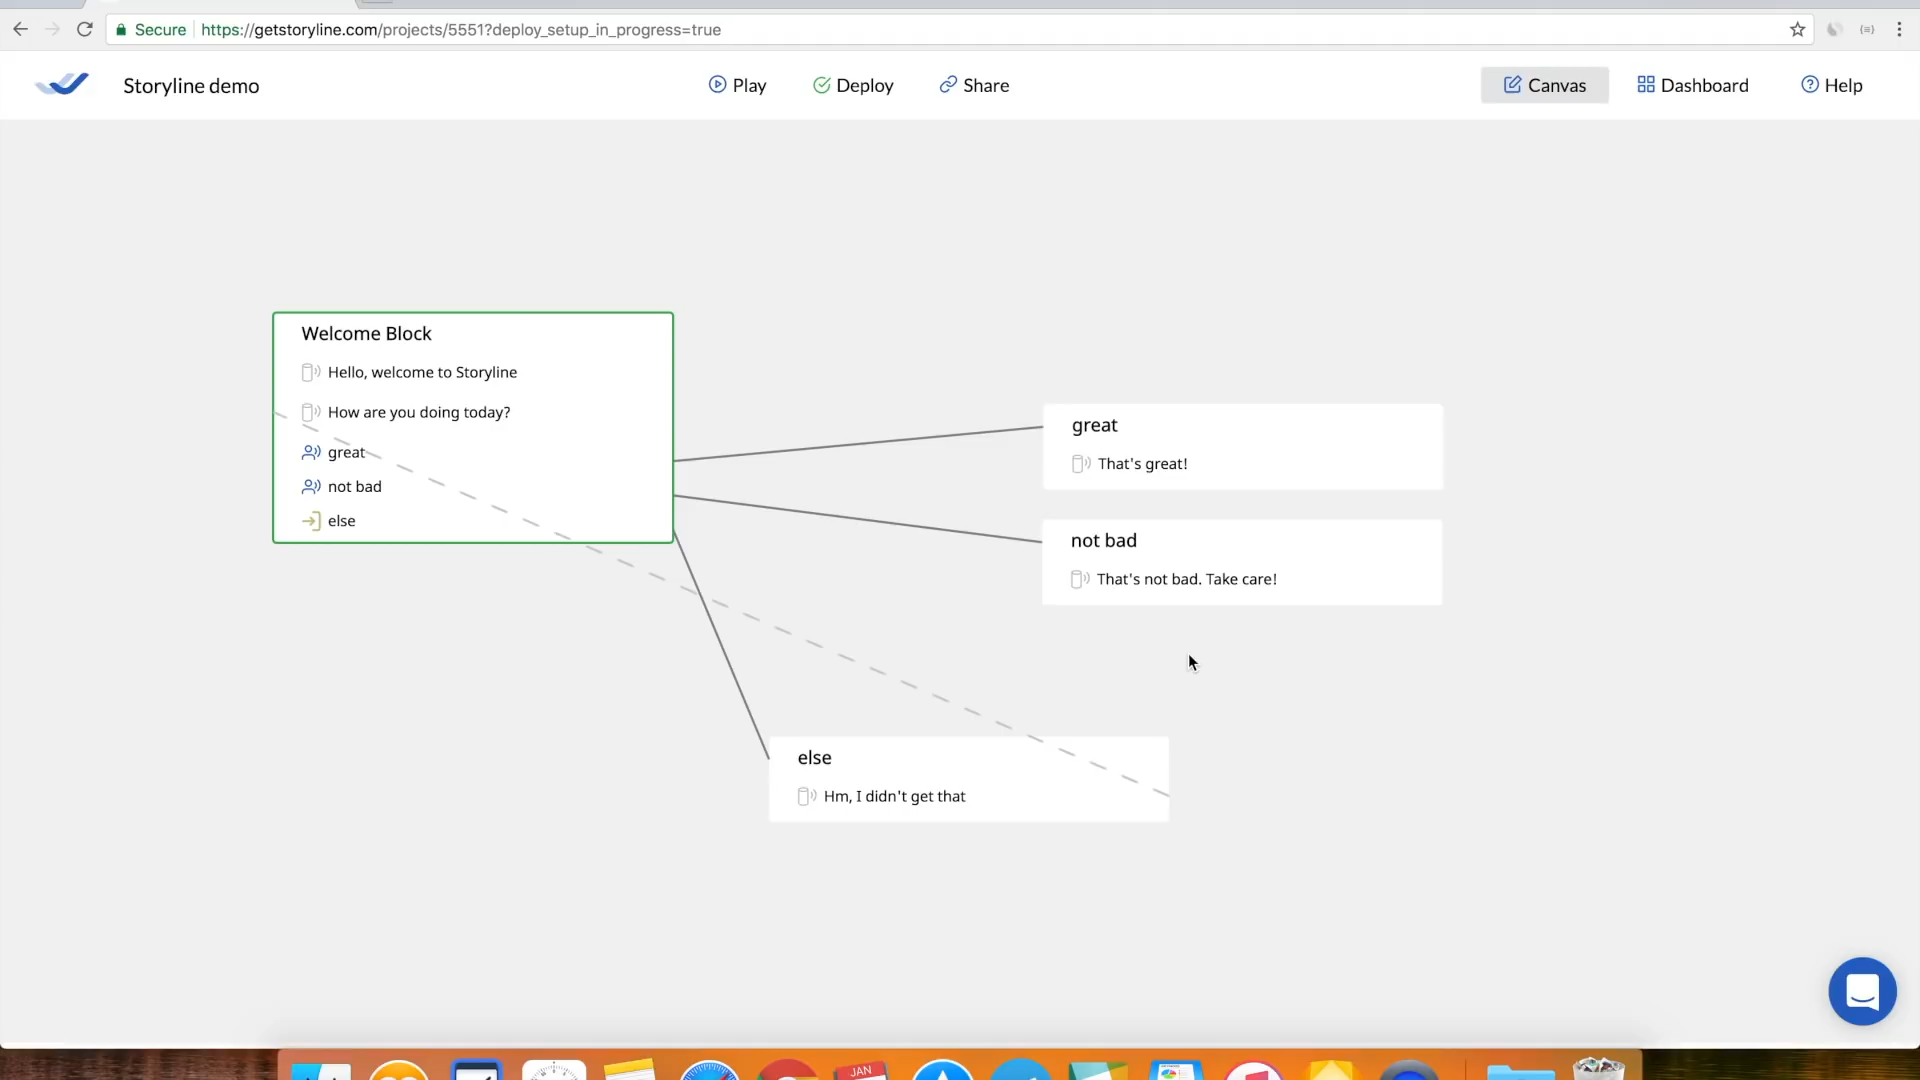 Secure https://getstoryline.com/projects/5551?deploy_setup_in_progress=true
Storyline demo
Play
Deploy
Share
Canvas
Dashboard
Help
Welcome Block
Hello, welcome to Storyline
How are you doing today?
great
not bad
else
great
That's great!
not bad
That's not bad. Take care!
else
Hm, I didn't get that
JAN